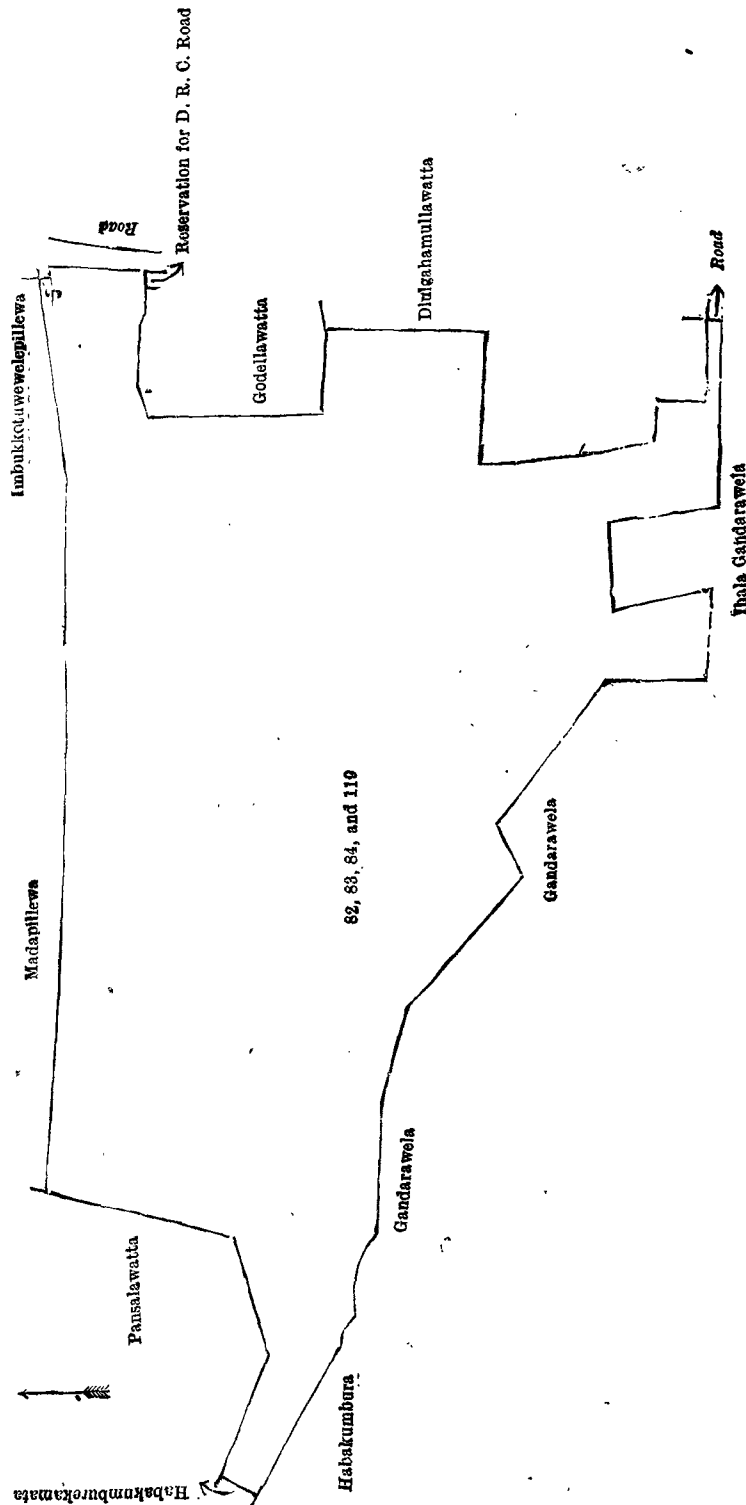 Imbukkotuwewelepillewa
Road
Reservation for D. R. C. Road
Madapillewa
Godellawatta
Dlulgahamullawatta
Road
Pansalawatta
82, 83, 84, and 119
Ihala Gandarawela
Gandarawela
Gandarawela
Habakumbura
Habakumburekamata